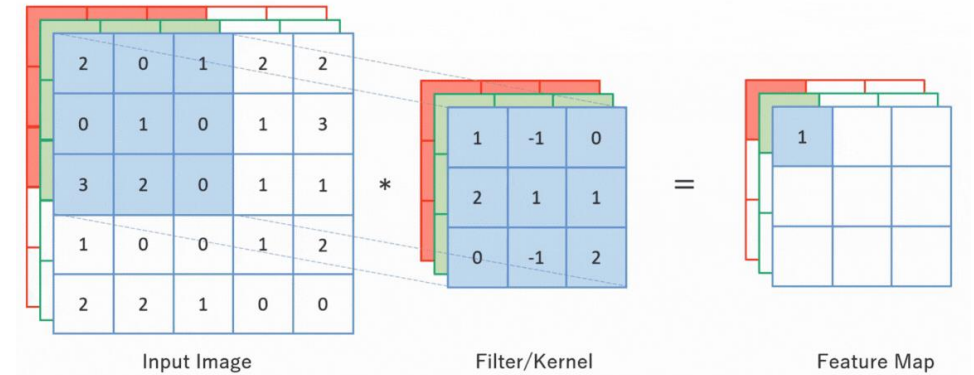 2 0 1 2 2
0 1 0 1 3
3 2 0 1 1
1 0 0 1 2
2 2 1 0 0
Input Image
*
1 -1 0
2 1 1
0 -1 2
Filter/Kernel
=
1
Feature Map